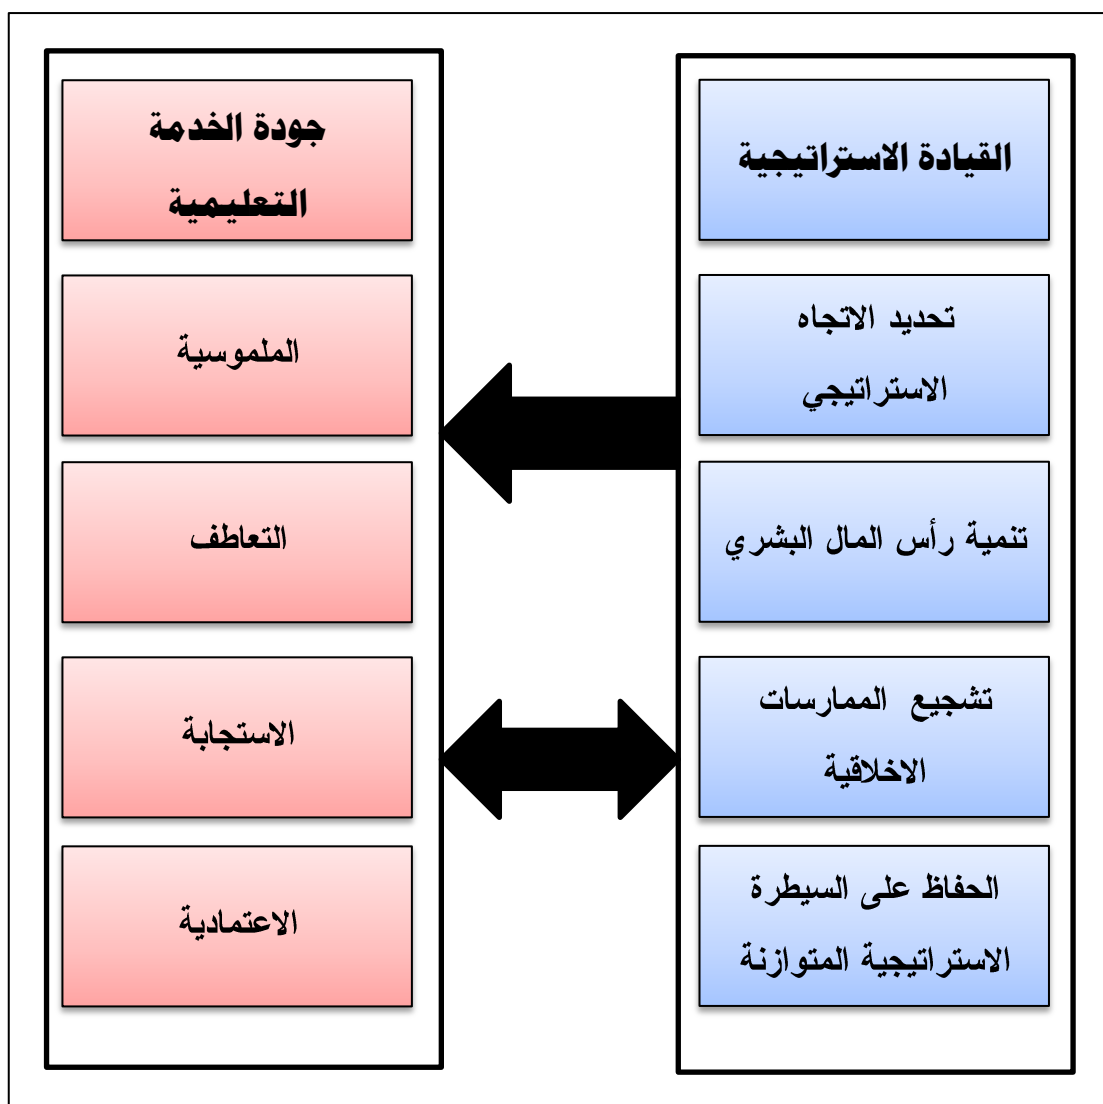 القيادة الاستراتيجية
تحديد الاتجاه
الاستراتيجي
تنمية رأس المال البشري
تشجيع الممارسات
الاخلاقية
الحفاظ على السيطرة
الاستراتيجية المتوازنة
جودة الخدمة
التعليمية
الملموسية
التعاطف
الاستجابة
الاعتمادية